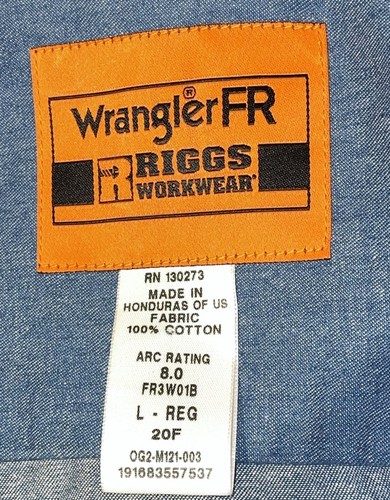 Wrangler® FR
RIGGS
WORKWEAR®
RN 130273
MADE IN
HONDURAS OF US
FABRIC
100% COTTON
ARC RATING
8.0
FR3W01B
L - REG
20F
OG2-M121-003
191683557537